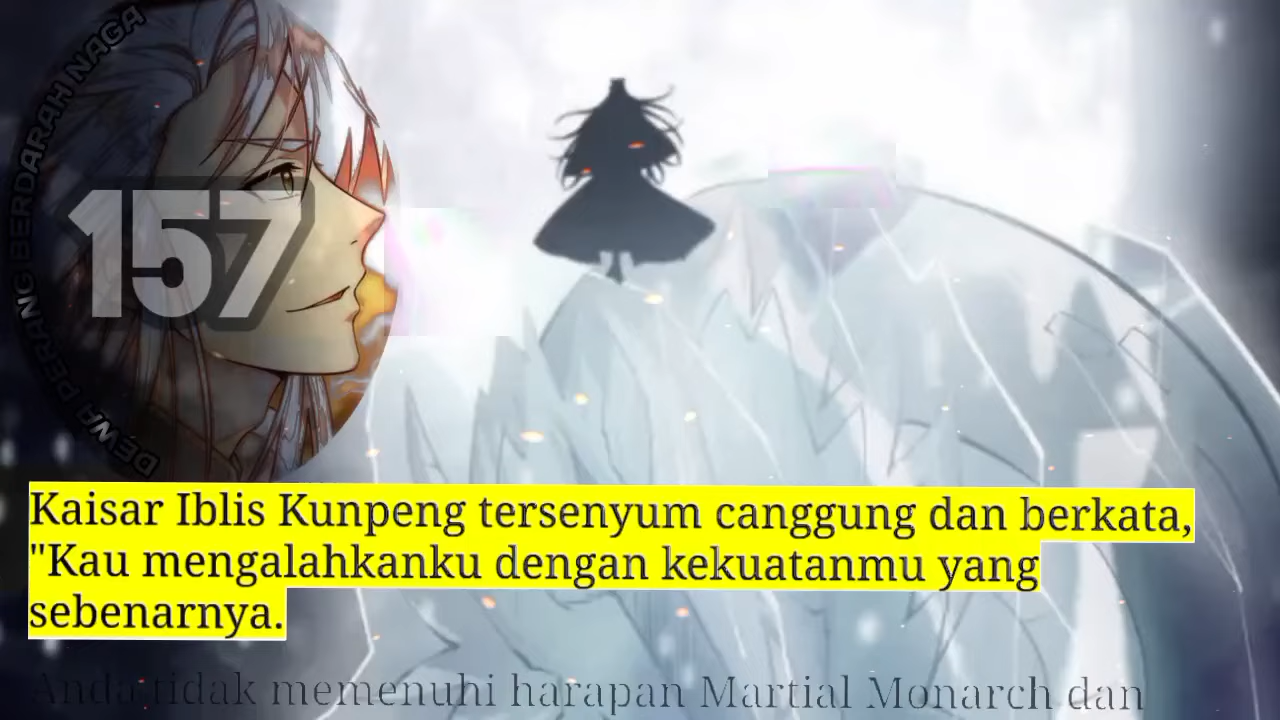 DEWA PERANG BERDARAH NAGA
157
Kaisar Iblis Kunpeng tersenyum canggung dan berkata,
"Kau mengalahkanku dengan kekuatanmu yang
sebenarnya.
Anda tidak memenuhi harapan Martial Monarch dan